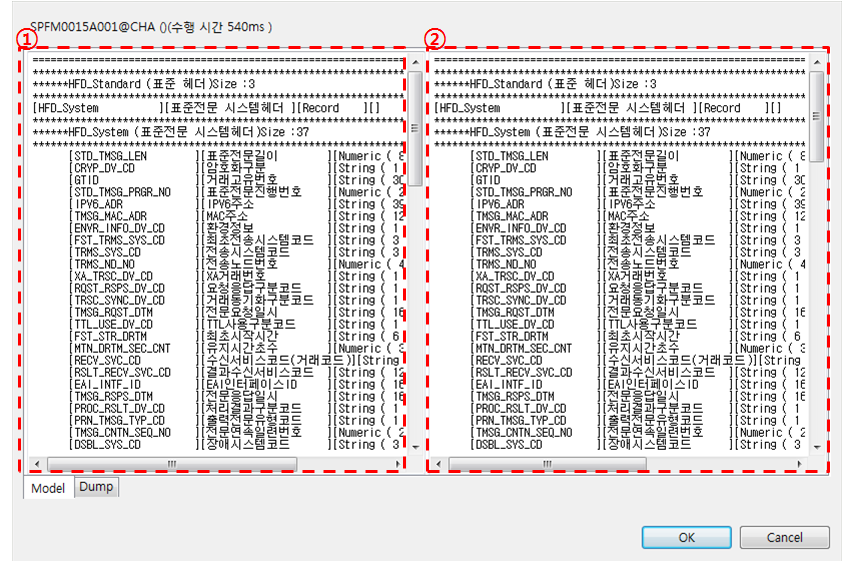 SPFM0015A001@CHA ()(수행 시간 540ms )
①
================================================
************************************************
******HFD_Standard (표준 헤더)Size :3
************************************************
[HFD_System ][표준전문 시스템헤더 ][Record ][]
************************************************
******HFD_System (표준전문 시스템헤더)Size :37
************************************************
[STD_TMSG_LEN ][표준전문길이 ][Numeric ( 8
[CRYP_DV_CD ][암호화구분 ][String ( 1
[GTID ][거래고유번호 ][String ( 30
[STD_TMSG_PRGR_NO ][표준전문진행번호 ][Numeric ( 2
[IPV6_ADR ][IPV6주소 ][String ( 39
[TMSG_MAC_ADR ][MAC주소 ][String ( 12
[ENVR_INFO_DV_CD ][환경정보 ][String ( 1
[FST_TRMS_SYS_CD ][최초전송시스템코드 ][String ( 3
[TRMS_SYS_CD ][전송시스템코드 ][String ( 3
[TRMS_ND_NO ][전송노드번호 ][Numeric ( 4
[XA_TRSC_DV_CD ][XA거래번호 ][String ( 1
[RQST_RSPS_DV_CD ][요청응답구분코드 ][String ( 1
[TRSC_SYNC_DV_CD ][거래동기화구분코드 ][String ( 1
[TMSG_RQST_DTM ][전문요청일시 ][String ( 16
[TTL_USE_DV_CD ][TTL사용구분코드 ][String ( 1
[FST_STR_DRTM ][최초시작시간 ][String ( 6
[MTN_DRTM_SEC_CNT ][유지시간초수 ][Numeric ( 3
[RECV_SVC_CD ][수신서비스코드(거래코드)][String
[RSLT_RECV_SVC_CD ][결과수신서비스코드 ][String ( 12
[EAI_INTF_ID ][EAI인터페이스ID ][String ( 16
[TMSG_RSPS_DTM ][전문응답일시 ][String ( 16
[PROC_RSLT_DV_CD ][처리결과구분코드 ][String ( 1
[PRN_TMSG_TYP_CD ][출력전문유형코드 ][String ( 1
[TMSG_CNTN_SEQ_NO ][전문연속일련번호 ][Numeric ( 2
[DSBL_SYS_CD ][장애시스템코드 ][String ( 3
②
================================================
************************************************
******HFD_Standard (표준 헤더)Size :3
************************************************
[HFD_System ][표준전문 시스템헤더 ][Record ][]
************************************************
******HFD_System (표준전문 시스템헤더)Size :37
************************************************
[STD_TMSG_LEN ][표준전문길이 ][Numeric ( 8
[CRYP_DV_CD ][암호화구분 ][String ( 1
[GTID ][거래고유번호 ][String ( 30
[STD_TMSG_PRGR_NO ][표준전문진행번호 ][Numeric ( 2
[IPV6_ADR ][IPV6주소 ][String ( 39
[TMSG_MAC_ADR ][MAC주소 ][String ( 12
[ENVR_INFO_DV_CD ][환경정보 ][String ( 1
[FST_TRMS_SYS_CD ][최초전송시스템코드 ][String ( 3
[TRMS_SYS_CD ][전송시스템코드 ][String ( 3
[TRMS_ND_NO ][전송노드번호 ][Numeric ( 4
[XA_TRSC_DV_CD ][XA거래번호 ][String ( 1
[RQST_RSPS_DV_CD ][요청응답구분코드 ][String ( 1
[TRSC_SYNC_DV_CD ][거래동기화구분코드 ][String ( 1
[TMSG_RQST_DTM ][전문요청일시 ][String ( 16
[TTL_USE_DV_CD ][TTL사용구분코드 ][String ( 1
[FST_STR_DRTM ][최초시작시간 ][String ( 6
[MTN_DRTM_SEC_CNT ][유지시간초수 ][Numeric ( 3
[RECV_SVC_CD ][수신서비스코드(거래코드)][String
[RSLT_RECV_SVC_CD ][결과수신서비스코드 ][String ( 12
[EAI_INTF_ID ][EAI인터페이스ID ][String ( 16
[TMSG_RSPS_DTM ][전문응답일시 ][String ( 16
[PROC_RSLT_DV_CD ][처리결과구분코드 ][String ( 1
[PRN_TMSG_TYP_CD ][출력전문유형코드 ][String ( 1
[TMSG_CNTN_SEQ_NO ][전문연속일련번호 ][Numeric ( 2
[DSBL_SYS_CD ][장애시스템코드 ][String ( 3
Model Dump
OK Cancel